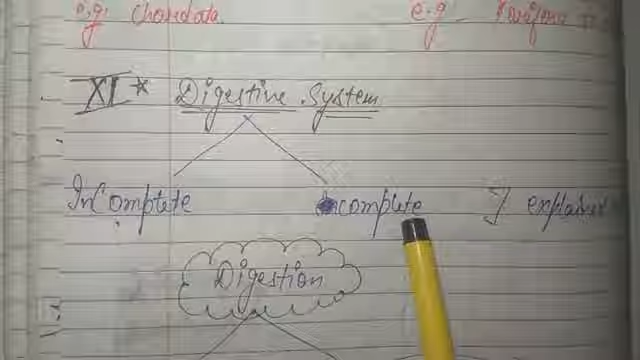 e.g. Chordata e.g -
XI * Digestive System
InComplete complete } explained
Digestion